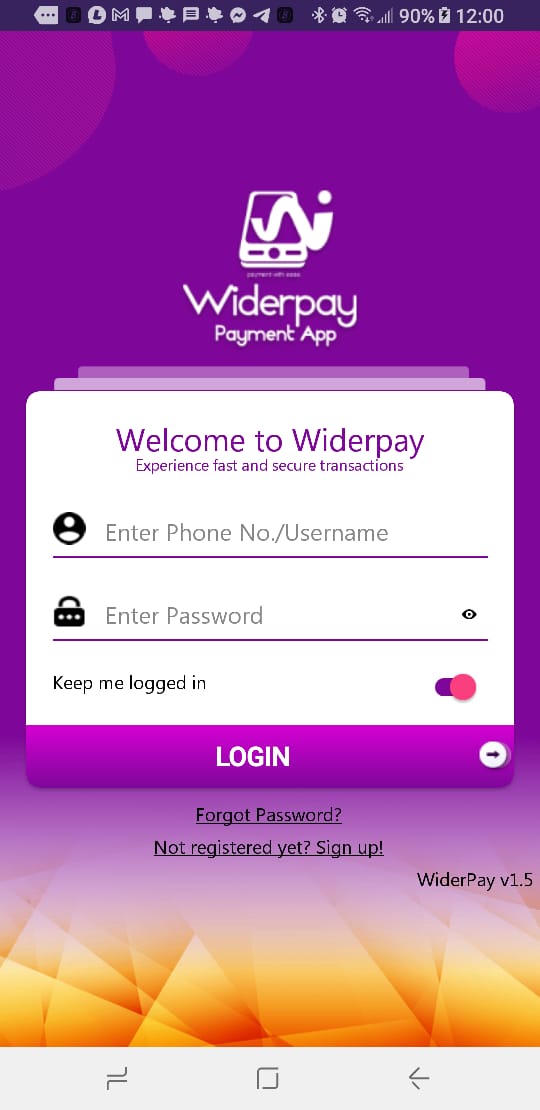 90% 12:00
payment with ease
Widerpay
Payment App
Welcome to Widerpay
Experience fast and secure transactions
Enter Phone No./Username
Enter Password
Keep me logged in
LOGIN
Forgot Password?
Not registered yet? Sign up!
WiderPay v1.5